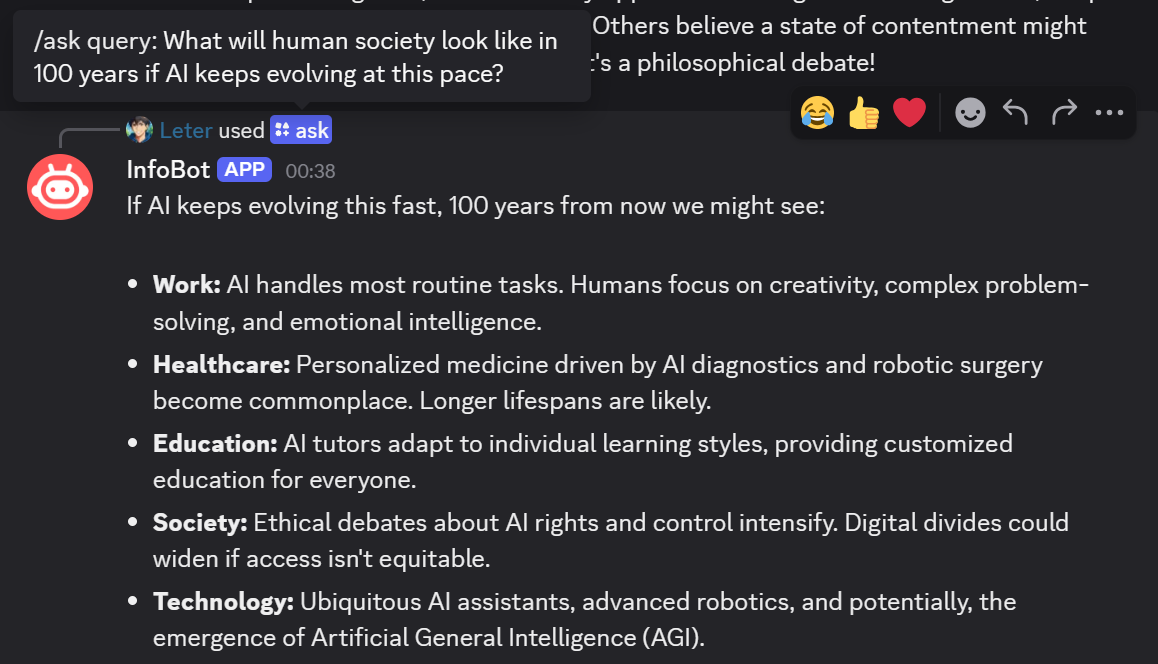 /ask query: What will human society look like in
100 years if AI keeps evolving at this pace?
Others believe a state of contentment might
t's a philosophical debate!
Leter used ask
InfoBot APP 00:38
If AI keeps evolving this fast, 100 years from now we might see:
• Work: AI handles most routine tasks. Humans focus on creativity, complex problem-
solving, and emotional intelligence.
• Healthcare: Personalized medicine driven by AI diagnostics and robotic surgery
become commonplace. Longer lifespans are likely.
• Education: AI tutors adapt to individual learning styles, providing customized
education for everyone.
• Society: Ethical debates about AI rights and control intensify. Digital divides could
widen if access isn't equitable.
• Technology: Ubiquitous AI assistants, advanced robotics, and potentially, the
emergence of Artificial General Intelligence (AGI).